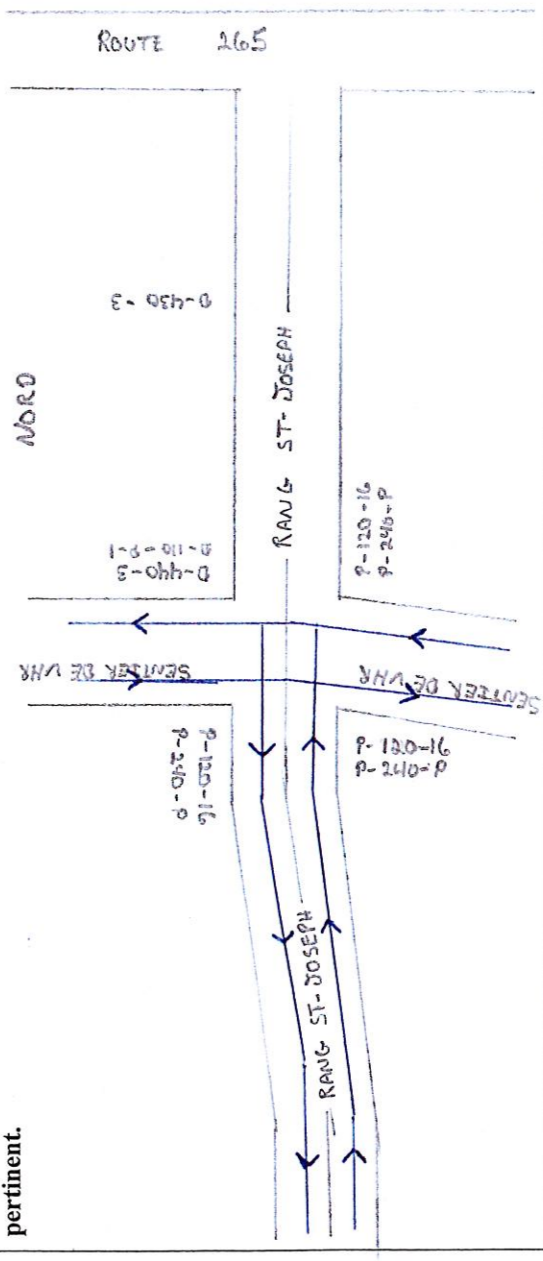 pertinent.
ROUTE 265
NORD
D-430-3
D-440-3
D-110-P-1
SENTIER DE VHR
RANG ST-JOSEPH
P-120-16
P-240-P
P-120-16
P-240-P
SENTIER DE VHR
P-120-16
P-240-P
RANG ST-JOSEPH